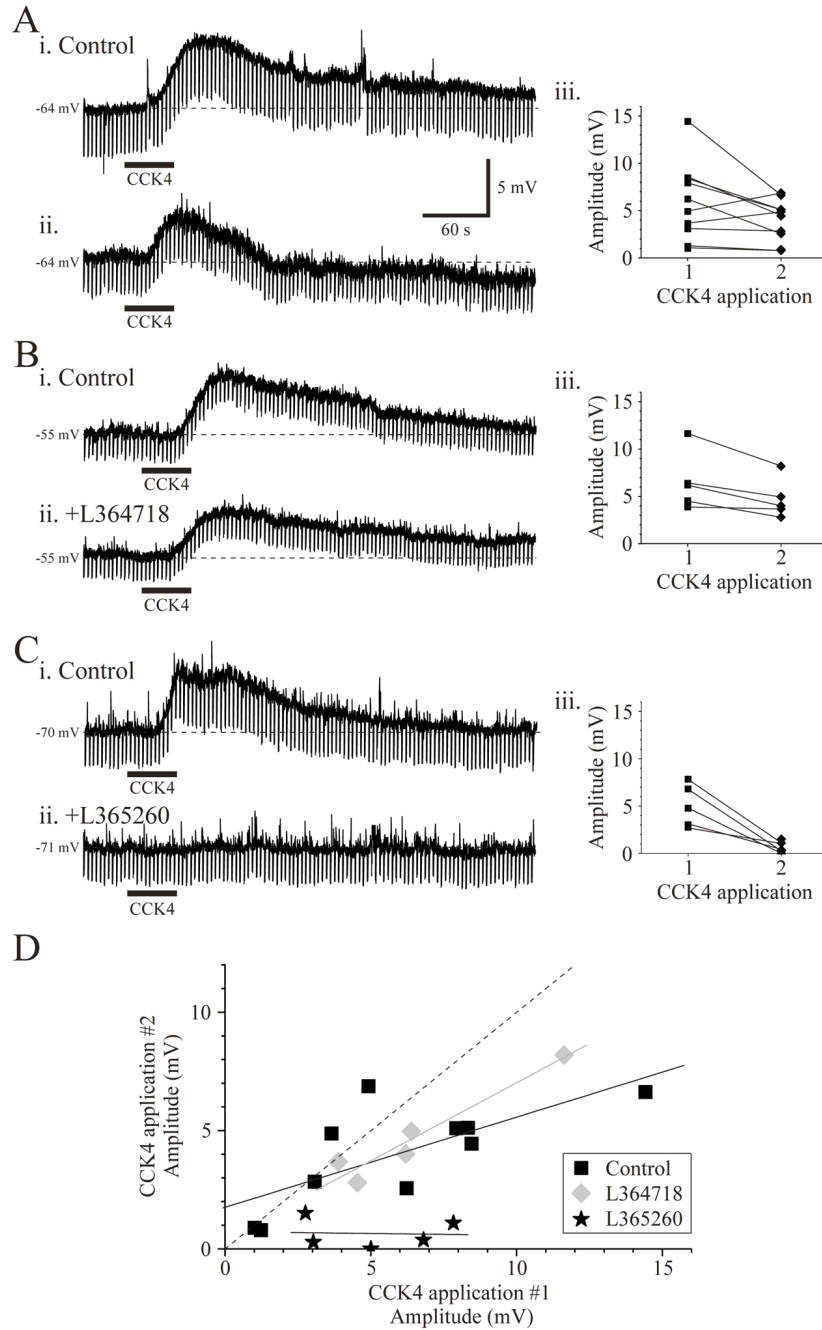 A
i. Control
-64 mV
CCK4
5 mV
60 s
ii.
-64 mV
CCK4
iii.
15
10
5
0
Amplitude (mV)
1 2
CCK4 application
B
i. Control
-55 mV
CCK4
ii. +L364718
-55 mV
CCK4
iii.
15
10
5
0
Amplitude (mV)
1 2
CCK4 application
C
i. Control
-70 mV
CCK4
ii. +L365260
-71 mV
CCK4
iii.
15
10
5
0
Amplitude (mV)
1 2
CCK4 application
D
CCK4 application #2
Amplitude (mV)
10
5
0
0 5 10 15
CCK4 application #1
Amplitude (mV)
Control
L364718
L365260